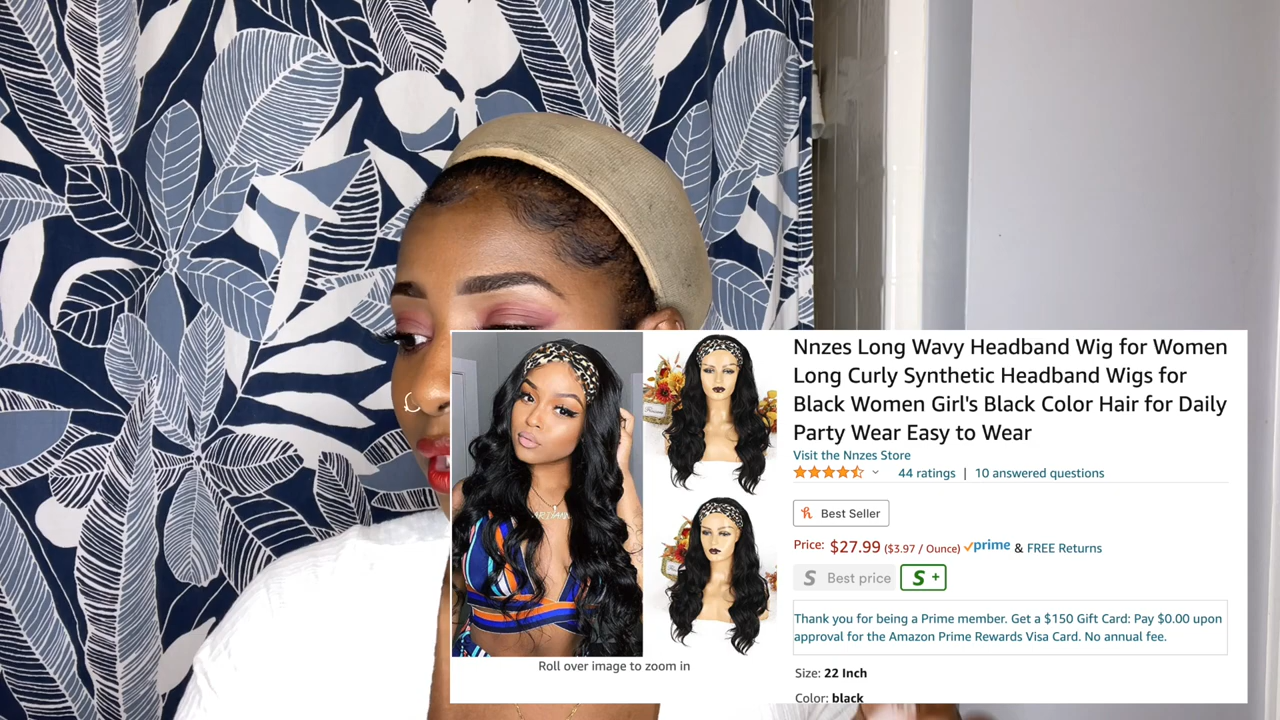 Nnzes Long Wavy Headband Wig for Women
Long Curly Synthetic Headband Wigs for
Black Women Girl's Black Color Hair for Daily
Party Wear Easy to Wear
Visit the Nnzes Store
44 ratings | 10 answered questions
Best Seller
Price: $27.99 ($3.97 / Ounce) prime & FREE Returns
S Best price S +
Thank you for being a Prime member. Get a $150 Gift Card: Pay $0.00 upon
approval for the Amazon Prime Rewards Visa Card. No annual fee.
Roll over image to zoom in
Size: 22 Inch
Color: black